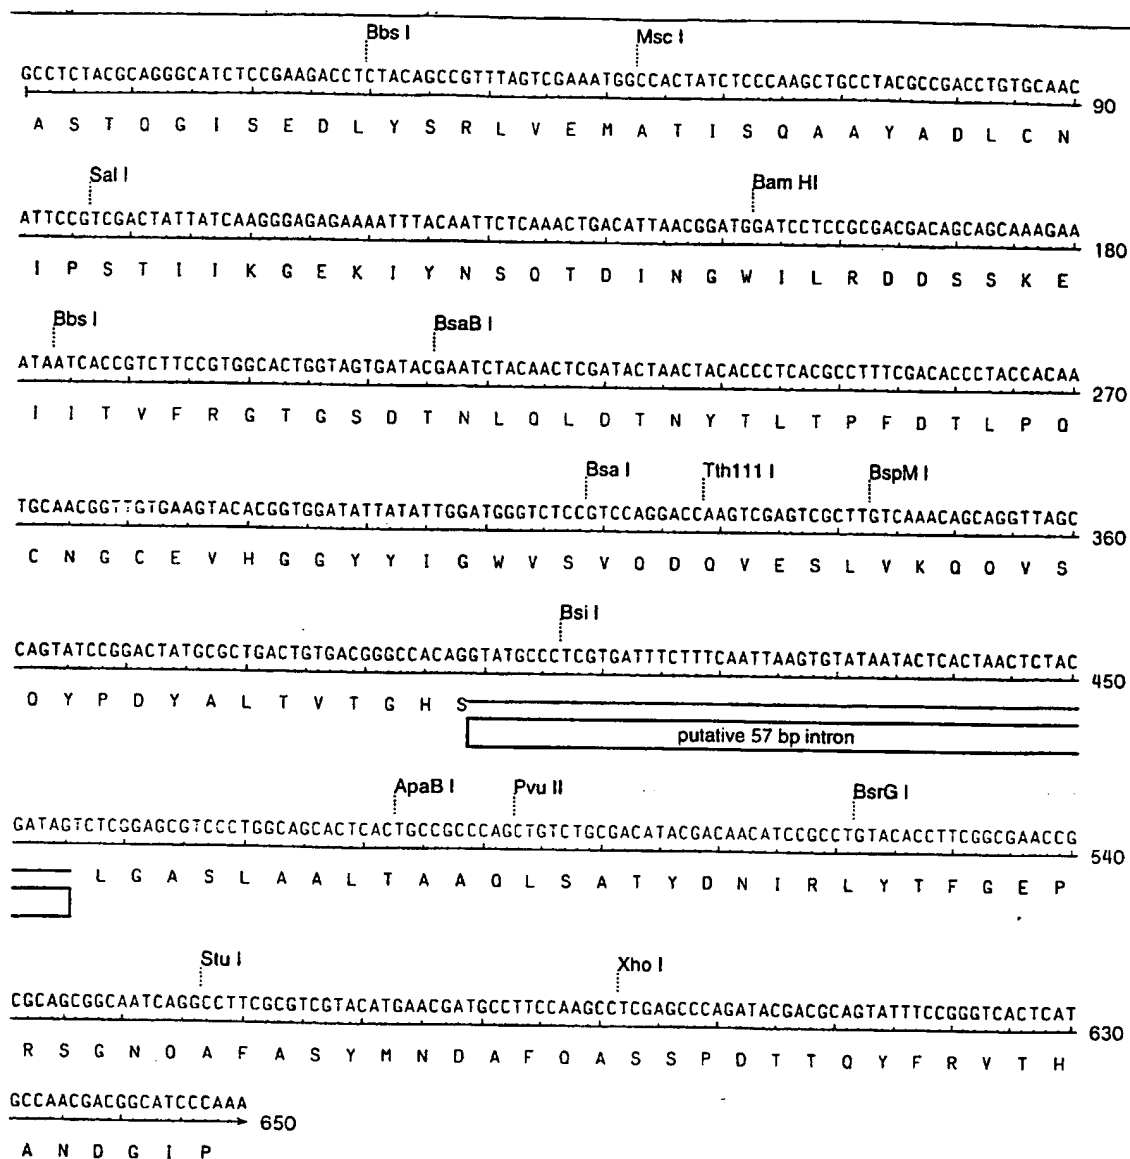 Bbs I Msc I
GCCTCTACGCAGGGCATCTCCGAAGACCTCTACAGCCGTTTAGTCGAAATGGCCACTATCTCCCAAGCTGCCTACGCCGACCTGTGCAAC
90
A S T Q G I S E D L Y S R L V E M A T I S Q A A Y A D L C N
Sal I Bam HI
ATTCCGTCGACTATTATCAAGGGAGAGAAAATTTACAATTCTCAAACTGACATTAACGGATGGATCCTCCGCGACGACAGCAGCAAAGAA
180
I P S T I I K G E K I Y N S Q T D I N G W I L R D D S S K E
Bbs I BsaB I
ATAATCACCGTCTTCCGTGGCACTGGTAGTGATACGAATCTACAACTCGATACTAACTACACCCTCACGCCTTTCGACACCCTACCACAA
270
I I T V F R G T G S D T N L Q L D T N Y T L T P F D T L P Q
Bsa I Tth111 I BspM I
TGCAACGGTTGTGAAGTACACGGTGGATATTATATTGGATGGGTCTCCGTCCAGGACCAAGTCGAGTCGCTTGTCAAACAGCAGGTTAGC
360
C N G C E V H G G Y Y I G W V S V Q D Q V E S L V K Q Q V S
Bsi I
CAGTATCCGGACTATGCGCTGACTGTGACGGGCCACAGGTATGCCCTCGTGATTTCTTTCAATTAAGTGTATAATACTCACTAACTCTAC
450
Q Y P D Y A L T V T G H S
putative 57 bp intron
ApaB I Pvu II BsrG I
GATAGTCTCGGAGCGTCCCTGGCAGCACTCACTGCCGCCCAGCTGTCTGCGACATACGACAACATCCGCCTGTACACCTTCGGCGAACCG
540
L G A S L A A L T A A Q L S A T Y D N I R L Y T F G E P
Stu I Xho I
CGCAGCGGCAATCAGGCCTTCGCGTCGTACATGAACGATGCCTTCCAAGCCTCGAGCCCAGATACGACGCAGTATTTCCGGGTCACTCAT
630
R S G N Q A F A S Y M N D A F Q A S S P D T T Q Y F R V T H
GCCAACGACGGCATCCCAAA
650
A N D G I P